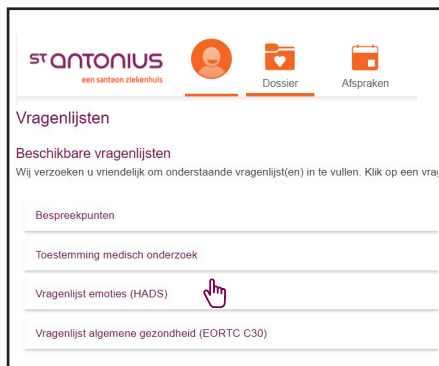 ST ANTONIUS
een santeon ziekenhuis
Dossier
Afspraken
Vragenlijsten
Beschikbare vragenlijsten
Wij verzoeken u vriendelijk om onderstaande vragenlijst(en) in te vullen. Klik op een
Bespreekpunten
Toestemming medisch onderzoek
Vragenlijst emoties (HADS)
Vragenlijst algemene gezondheid (EORTC C30)